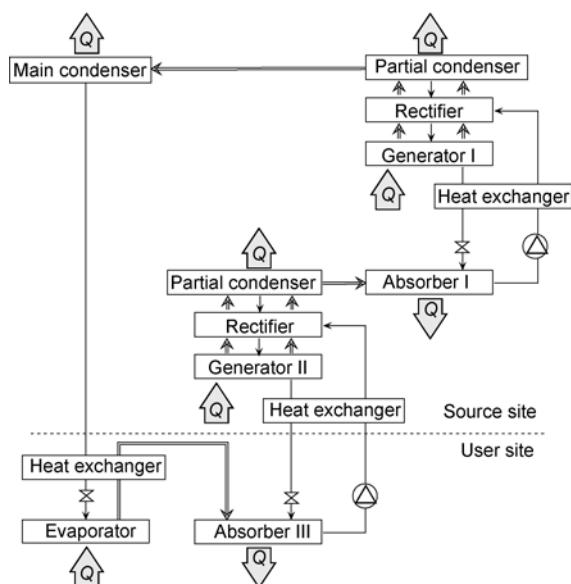 Q
Q
Main condenser
Partial condenser
Rectifier
Generator I
Q
Heat exchanger
Q
Partial condenser
Absorber I
Rectifier
Q
Generator II
Q
Heat exchanger
Source site
User site
Heat exchanger
Evaporator
Absorber III
Q
Q